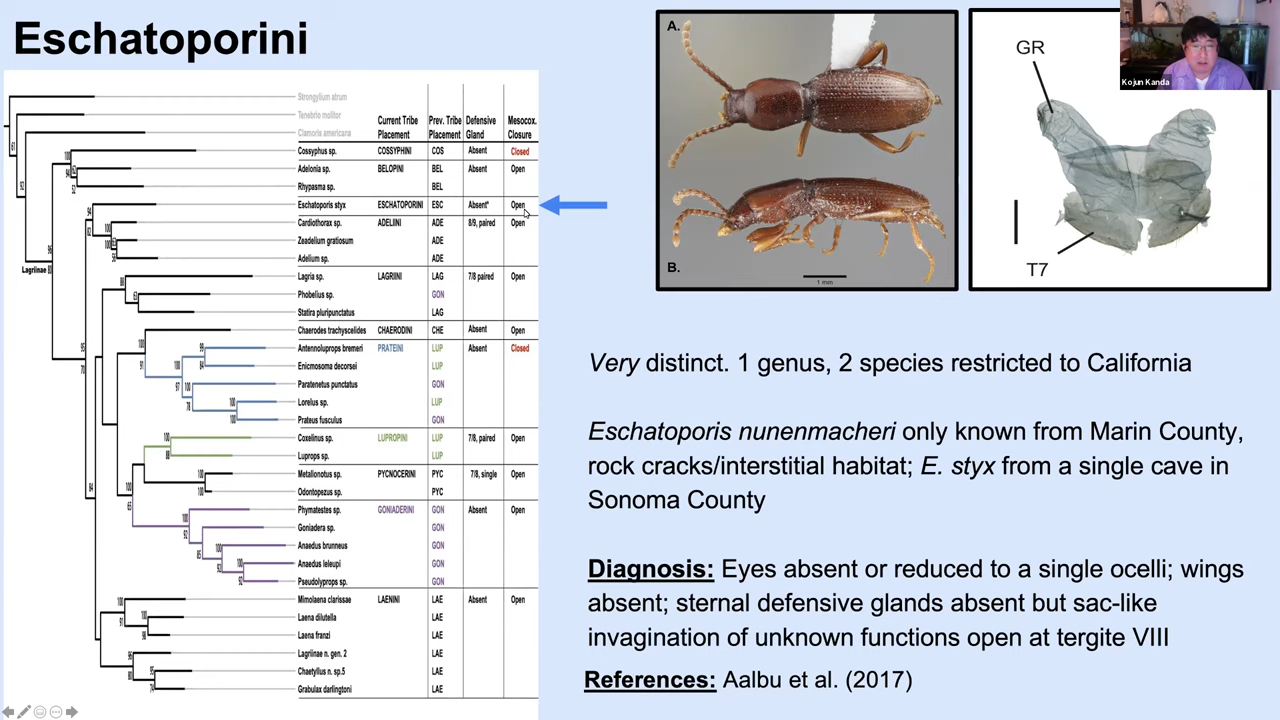 Eschatoporini
Strongylium atrum
Tenebrio molitor
Clamoris americana
Current Tribe Placement
Prev. Tribe Placement
Defensive Gland
Mesocox. Closure
Cossyphus sp. COSSYPHINI COS Absent Closed
Adelonia sp. BELOPINI BEL Absent Open
Rhypasma sp. BEL
Eschatoporis styx ESCHATOPORINI ESC Absent* Open
Cardiothorax sp. ADELIINI ADE 8/9, paired Open
Zeadelium gratiosum ADE
Adelium sp. ADE
Lagriinae
Lagria sp. LAGRIINI LAG 7/8 paired Open
Phobelius sp. GON
Statira pluripunctatus LAG
Chaerodes trachyscelides CHAERODINI CHE Absent Open
Antennoluprops bremeri PRATEINI LUP Absent Closed
Enicmosoma decorsei LUP
Paratenetus punctatus GON
Lorelus sp. LUP
Prateus fusculus GON
Coxelinus sp. LUPROPINI LUP 7/8, paired Open
Luprops sp. LUP
Metallonotus sp. PYCNOCERINI PYC 7/8, single Open
Odontopezus sp. PYC
Phymatestes sp. GONIADERINI GON Absent Open
Goniadera sp. GON
Anaedus brunneus GON
Anaedus leleupi GON
Pseudolyprops sp. GON
Mimolaena clarissae LAENINI LAE Absent Open
Laena dilutella LAE
Laena franzi LAE
Lagriinae n. gen. 2 LAE
Chaetyllus n. sp.5 LAE
Grabulax darlingtoni LAE
A.
B.
1 mm
GR
T7
Kojun Kanda
Very distinct. 1 genus, 2 species restricted to California
Eschatoporis nunenmacheri only known from Marin County,
rock cracks/interstitial habitat; E. styx from a single cave in
Sonoma County
Diagnosis: Eyes absent or reduced to a single ocelli; wings
absent; sternal defensive glands absent but sac-like
invagination of unknown functions open at tergite VIII
References: Aalbu et al. (2017)